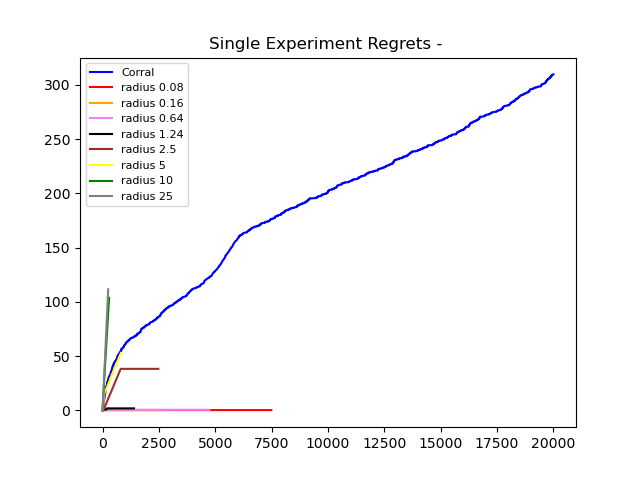 Single Experiment Regrets -
Corral
radius 0.08
radius 0.16
radius 0.64
radius 1.24
radius 2.5
radius 5
radius 10
radius 25
300
250
200
150
100
50
0
0 2500 5000 7500 10000 12500 15000 17500 20000